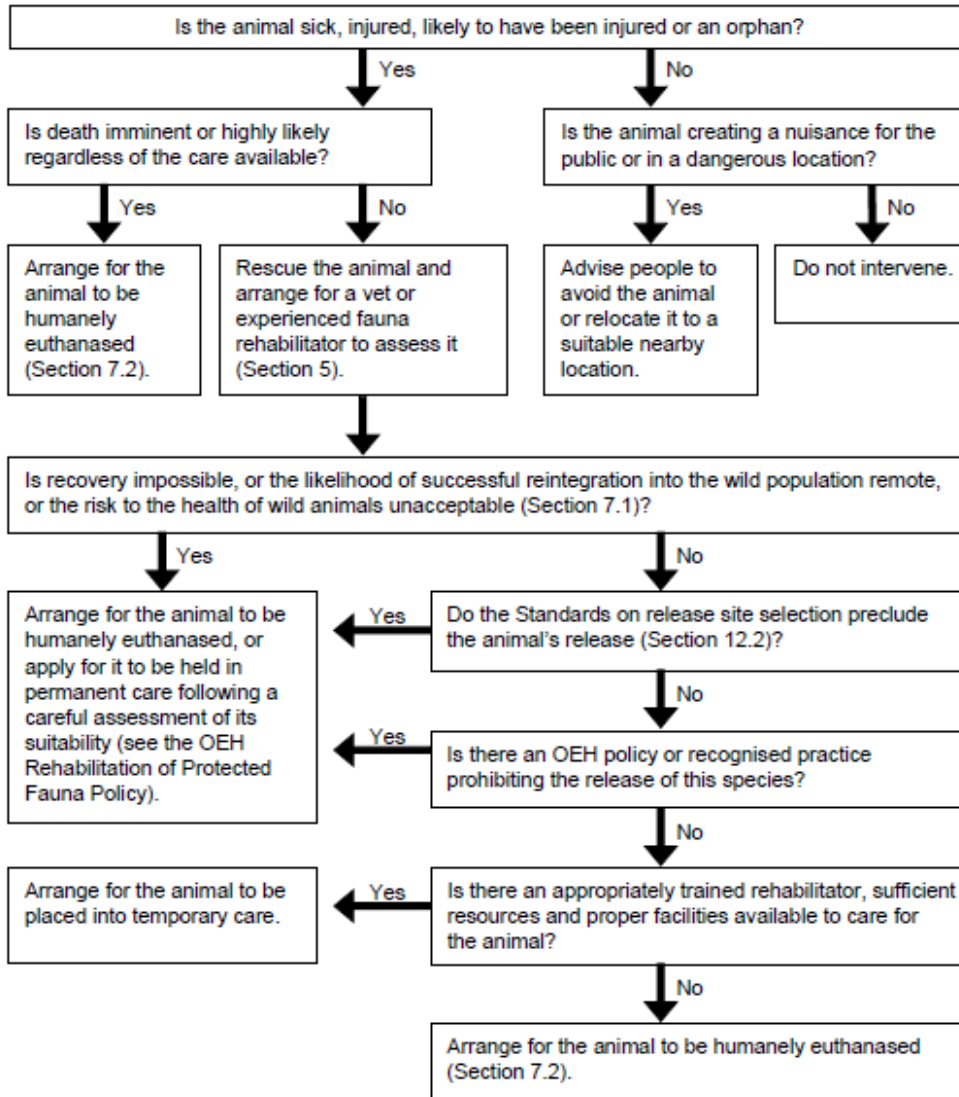 Is the animal sick, injured, likely to have been injured or an orphan?
Yes
No
Is death imminent or highly likely
regardless of the care available?
Is the animal creating a nuisance for the
public or in a dangerous location?
Yes
No
Yes
No
Arrange for the
animal to be
humanely
euthanased
(Section 7.2).
Rescue the animal and
arrange for a vet or
experienced fauna
rehabilitator to assess it
(Section 5).
Advise people to
avoid the animal
or relocate it to a
suitable nearby
location.
Do not intervene.
Is recovery impossible, or the likelihood of successful reintegration into the wild population remote,
or the risk to the health of wild animals unacceptable (Section 7.1)?
Yes
No
Arrange for the animal to be
humanely euthanased, or
apply for it to be held in
permanent care following a
careful assessment of its
suitability (see the OEH
Rehabilitation of Protected
Fauna Policy).
Yes
Do the Standards on release site selection preclude
the animal's release (Section 12.2)?
No
Yes
Is there an OEH policy or recognised practice
prohibiting the release of this species?
No
Arrange for the animal to be
placed into temporary care.
Yes
Is there an appropriately trained rehabilitator, sufficient
resources and proper facilities available to care for
the animal?
No
Arrange for the animal to be humanely euthanased
(Section 7.2).